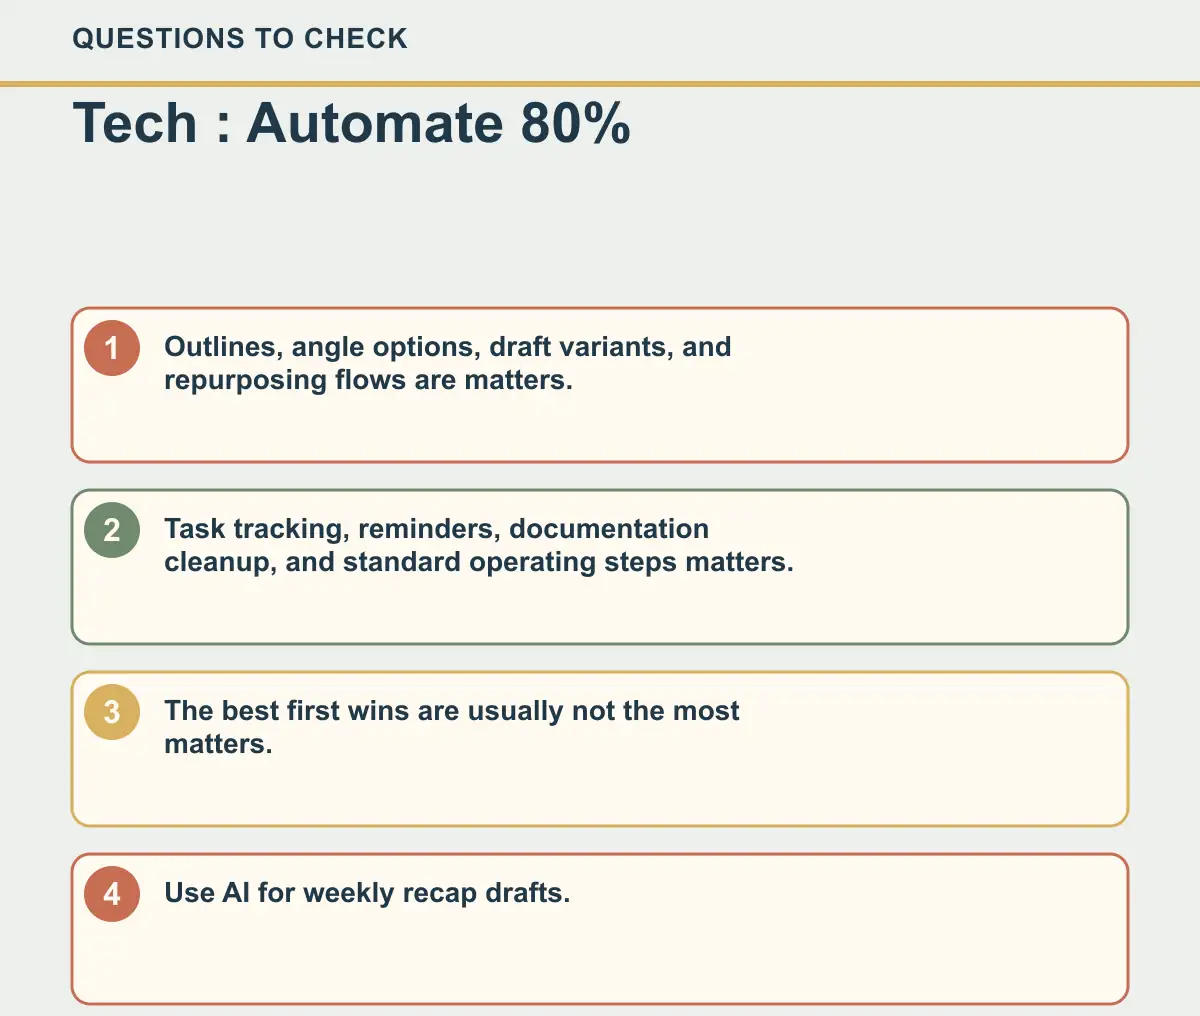 QUESTIONS TO CHECK
Tech : Automate 80%
1
Outlines, angle options, draft variants, and
repurposing flows are matters.
2
Task tracking, reminders, documentation
cleanup, and standard operating steps matters.
3
The best first wins are usually not the most
matters.
4
Use AI for weekly recap drafts.